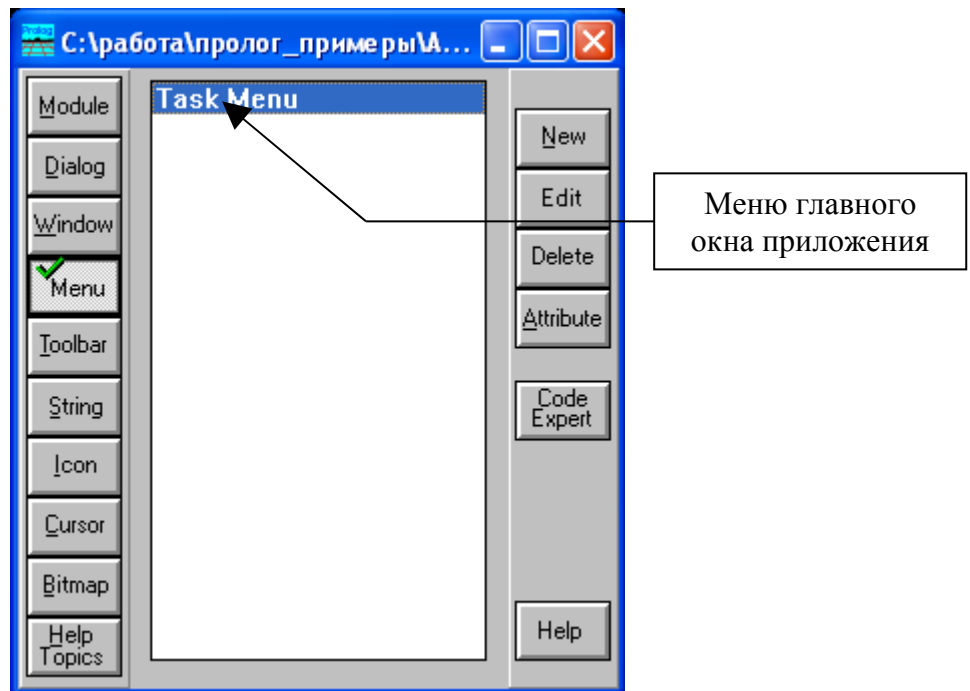 Prolog
C:\работа\пролог_примеры\A...
Module
Dialog
Window
Menu
Toolbar
String
Icon
Cursor
Bitmap
Help
Topics
Task Menu
New
Edit
Delete
Attribute
Code
Expert
Help
Меню главного
окна приложения